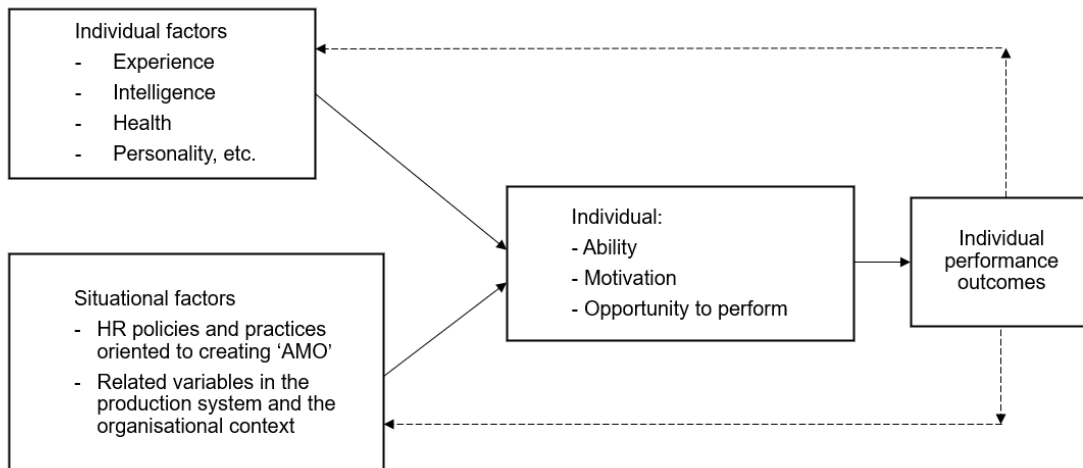 Individual factors
- Experience
- Intelligence
- Health
- Personality, etc.
Situational factors
- HR policies and practices
oriented to creating ‘AMO’
- Related variables in the
production system and the
organisational context
Individual:
- Ability
- Motivation
- Opportunity to perform
Individual
performance
outcomes